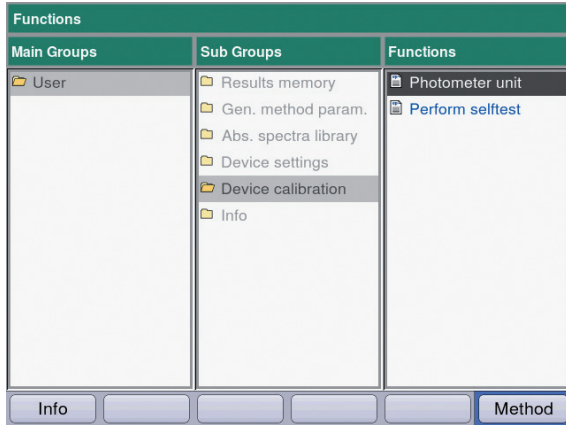 Functions
Main Groups
Sub Groups
Functions
User
Results memory
Gen. method param.
Abs. spectra library
Device settings
Device calibration
Info
Photometer unit
Perform selftest
Info
Method